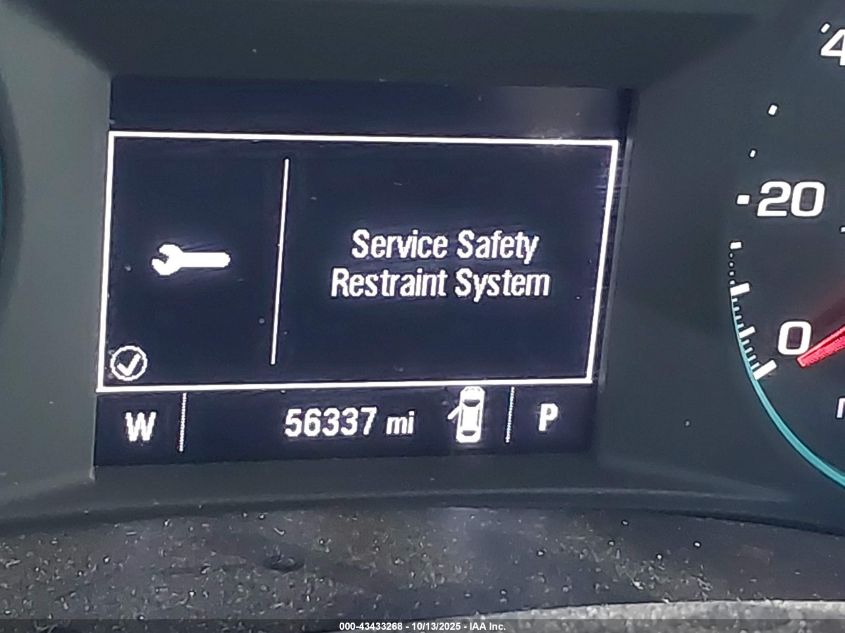 Service Safety
Restraint System
W 56337 mi P
20
0
000-43433268 - 10/13/2025 - IAA Inc.